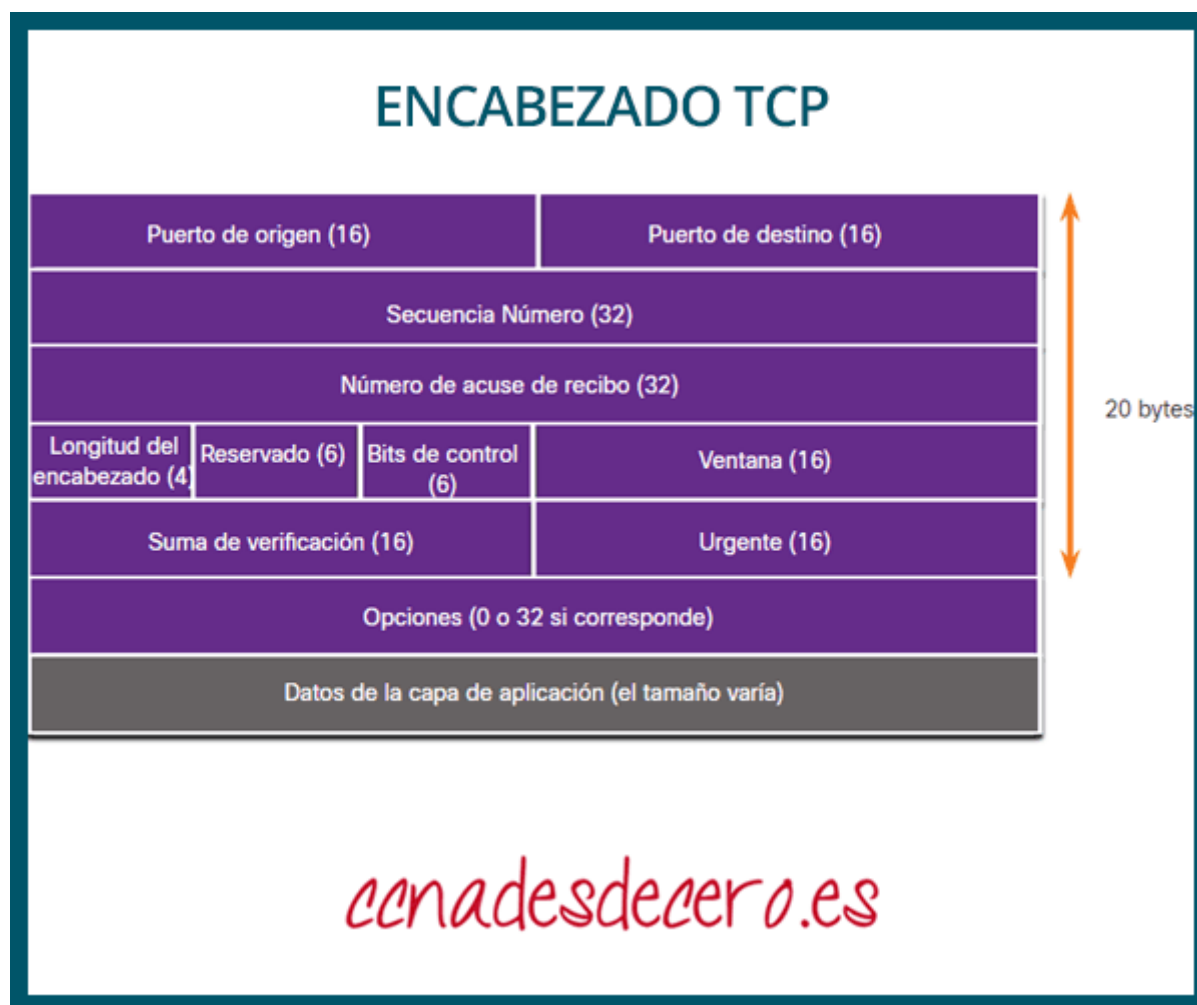 ENCABEZADO TCP
Puerto de origen (16)
Puerto de destino (16)
Secuencia Número (32)
Número de acuse de recibo (32)
20 bytes
Longitud del
encabezado (4)
Reservado (6)
Bits de control
(6)
Ventana (16)
Suma de verificación (16)
Urgente (16)
Opciones (0 o 32 si corresponde)
Datos de la capa de aplicación (el tamaño varía)
ccnadesdecero.es